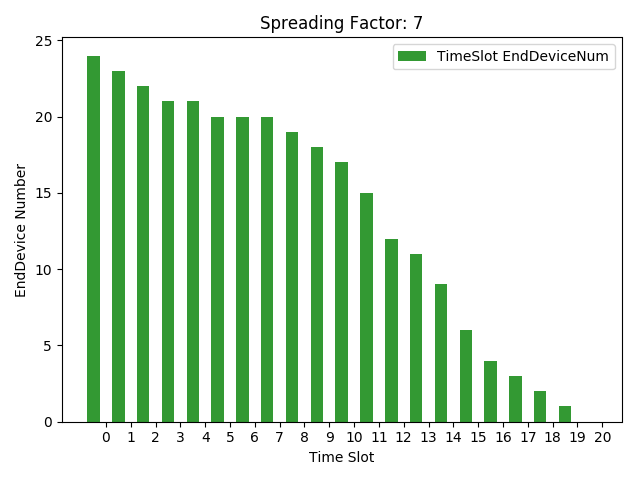 Spreading Factor: 7
TimeSlot EndDeviceNum
25
20
15
10
5
0
EndDevice Number
0 1 2 3 4 5 6 7 8 9 10 11 12 13 14 15 16 17 18 19 20
Time Slot